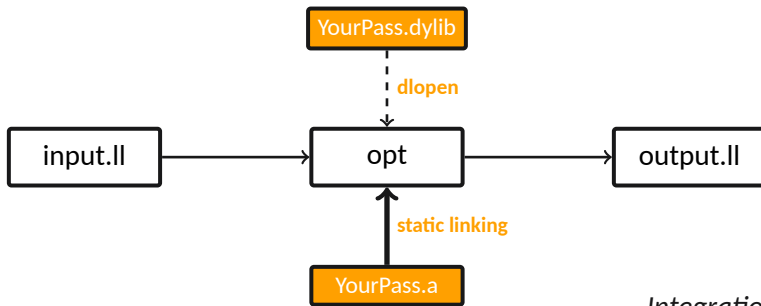 YourPass.dylib
dlopen
input.ll
opt
output.ll
static linking
YourPass.a